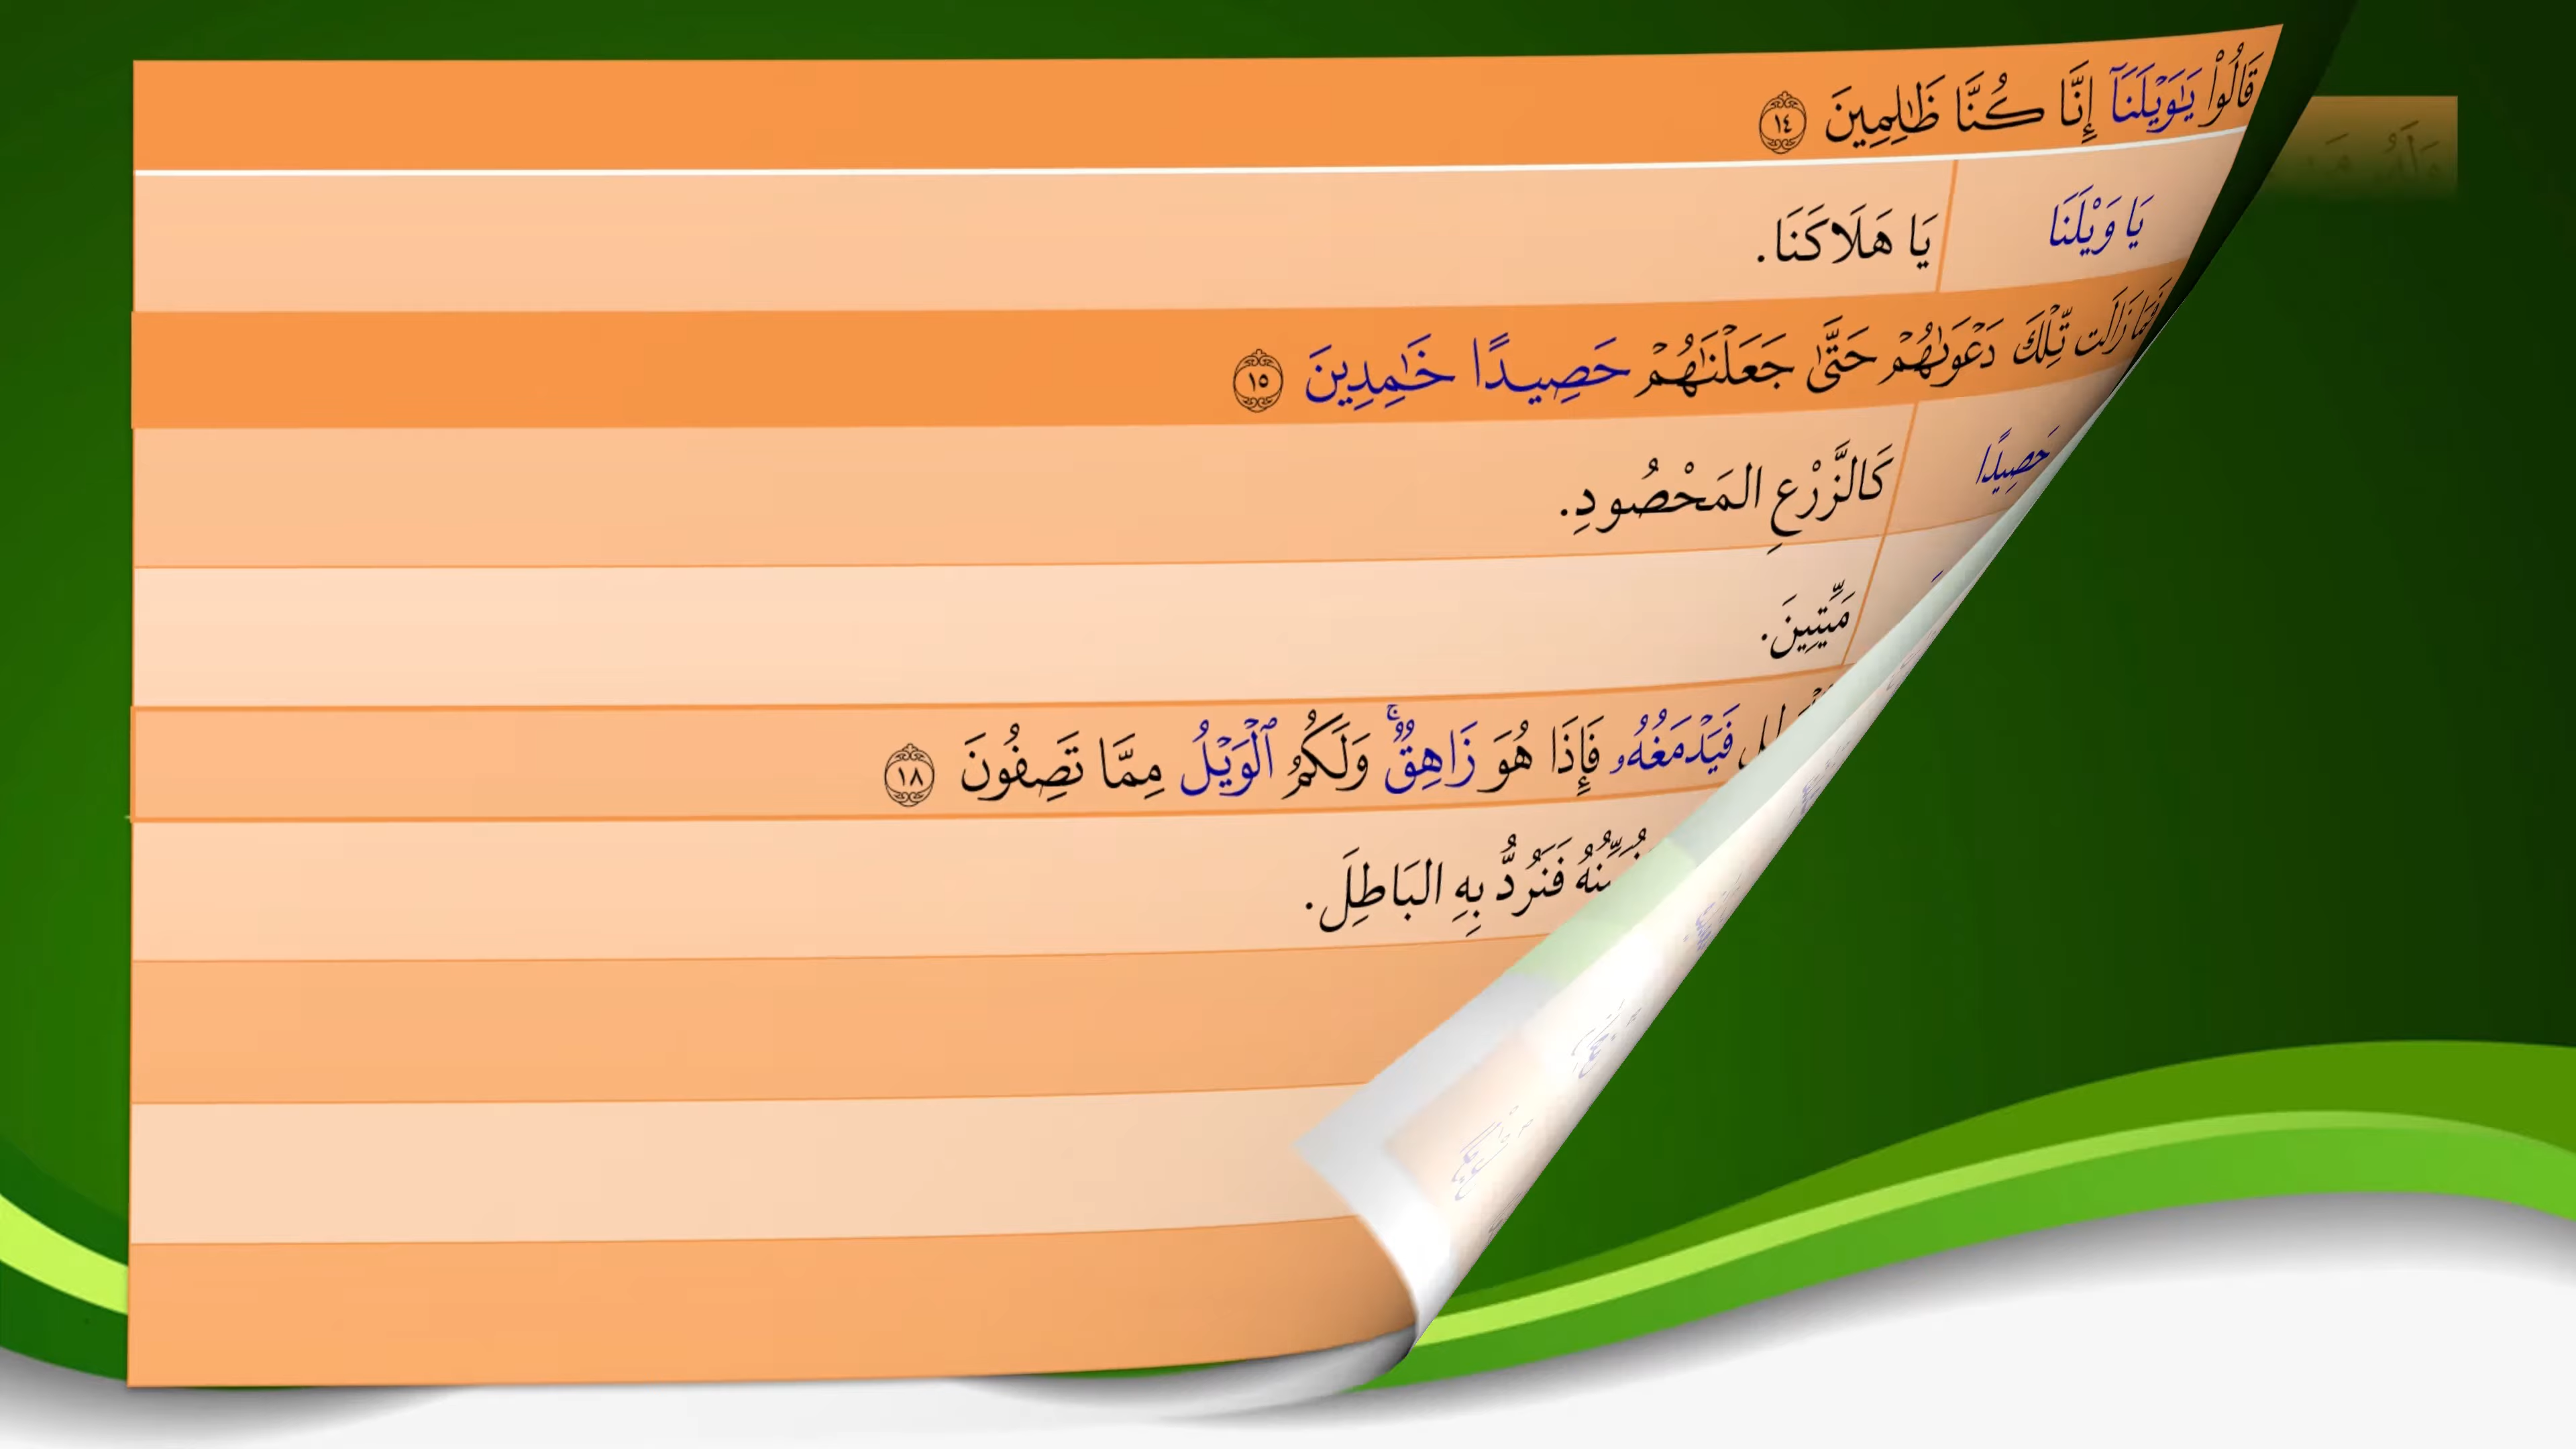 قَالُوا۟ يَـٰوَيْلَنَآ إِنَّا كُنَّا ظَـٰلِمِينَ ١٤
يَا وَيْلَنَا يَا هَلَاكَنَا.
فَمَا زَالَت تِّلْكَ دَعْوَىٰهُمْ حَتَّىٰ جَعَلْنَـٰهُمْ حَصِيدًا خَـٰمِدِينَ ١٥
حَصِيدًا كَالزَّرْعِ المَحْصُودِ.
مَيِّتِينَ.
فَيَدْمَغُهُۥ فَإِذَا هُوَ زَاهِقٌۚ وَلَكُمُ ٱلْوَيْلُ مِمَّا تَصِفُونَ ١٨
فَنَرُدُّ بِهِ البَاطِلَ.